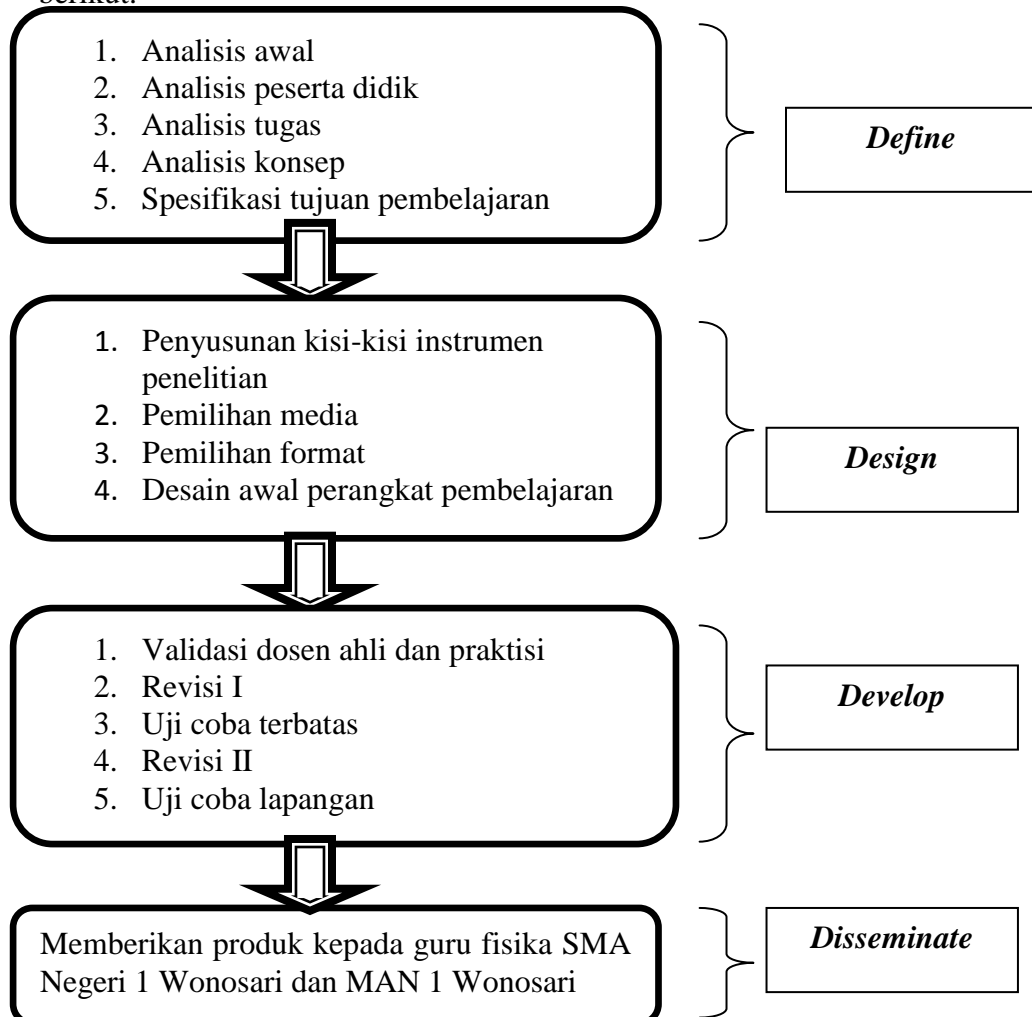 berikut:
1. Analisis awal
2. Analisis peserta didik
3. Analisis tugas
4. Analisis konsep
5. Spesifikasi tujuan pembelajaran
Define
1. Penyusunan kisi-kisi instrumen
penelitian
2. Pemilihan media
3. Pemilihan format
4. Desain awal perangkat pembelajaran
Design
1. Validasi dosen ahli dan praktisi
2. Revisi I
3. Uji coba terbatas
4. Revisi II
5. Uji coba lapangan
Develop
Memberikan produk kepada guru fisika SMA
Negeri 1 Wonosari dan MAN 1 Wonosari
Disseminate